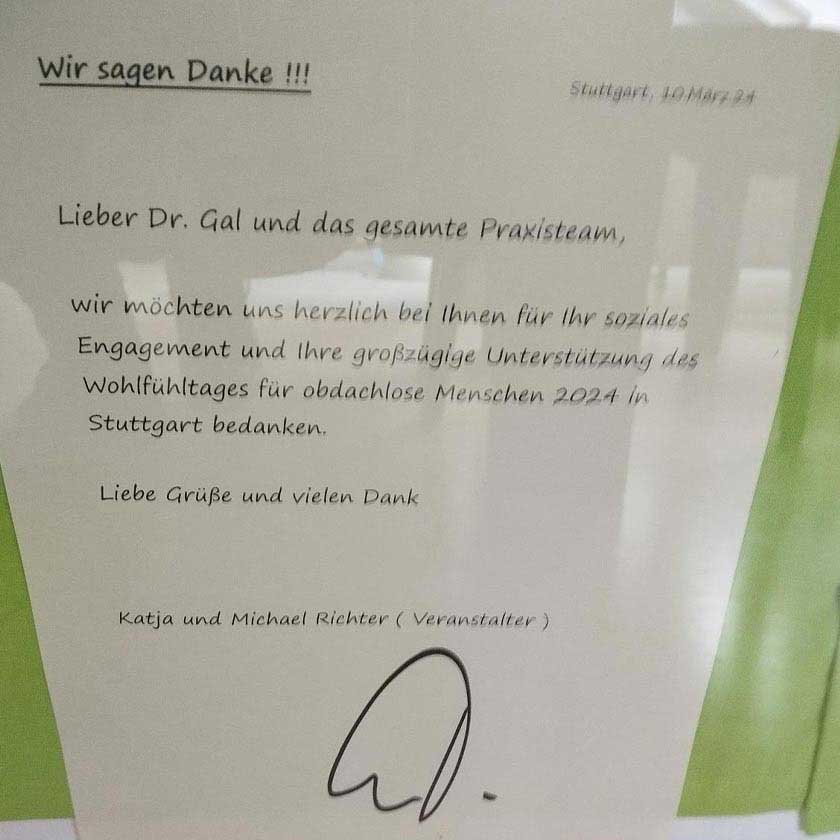 Wir sagen Danke !!!
Stuttgart, 10 März 24
Lieber Dr. Gal und das gesamte Praxisteam,
wir möchten uns herzlich bei Ihnen für Ihr soziales
Engagement und Ihre großzügige Unterstützung des
Wohlfühltages für obdachlose Menschen 2024 in
Stuttgart bedanken.
Liebe Grüße und vielen Dank
Katja und Michael Richter ( Veranstalter )